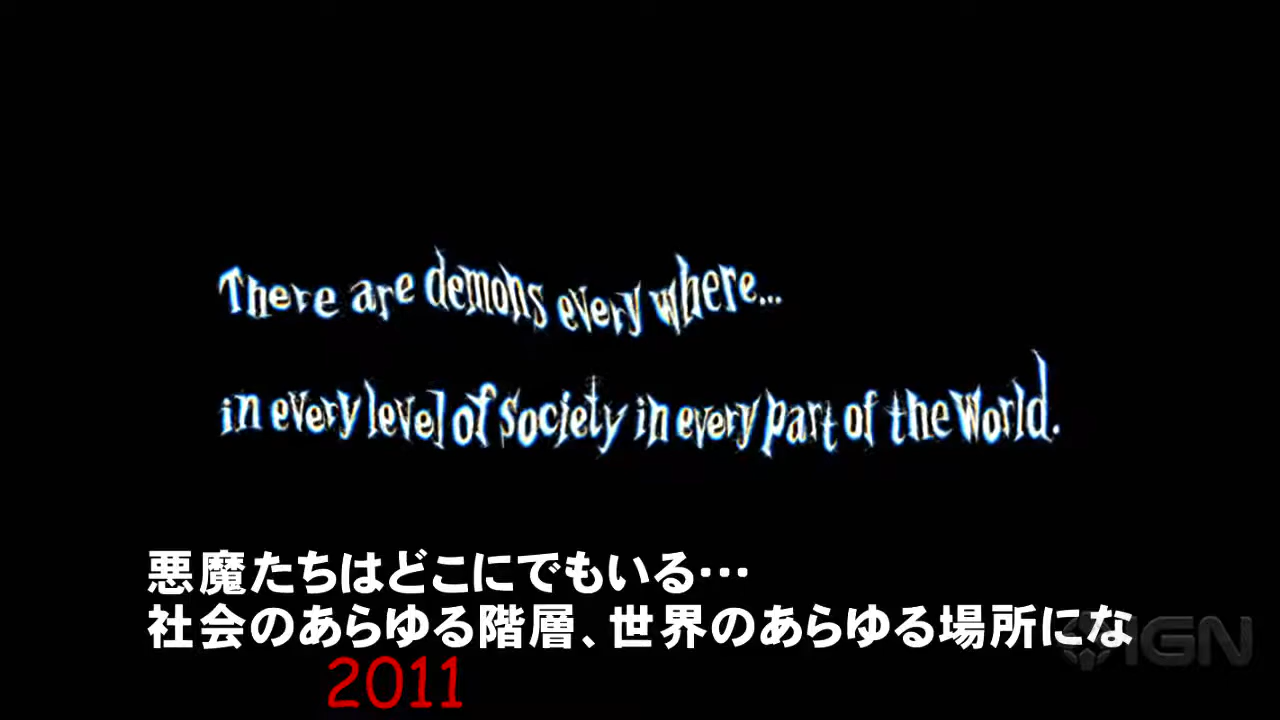 There are demons every where...
in every level of society in every part of the world.
悪魔たちはどこにでもいる…
社会のあらゆる階層、世界のあらゆる場所にな
IGN
2011